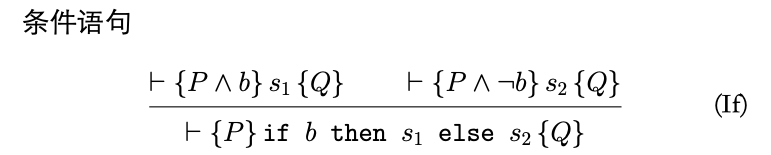 条件语句
⊢ {P ∧ b} s₁ {Q} ⊢ {P ∧ ¬b} s₂ {Q}
(If)
⊢ {P} if b then s₁ else s₂ {Q}